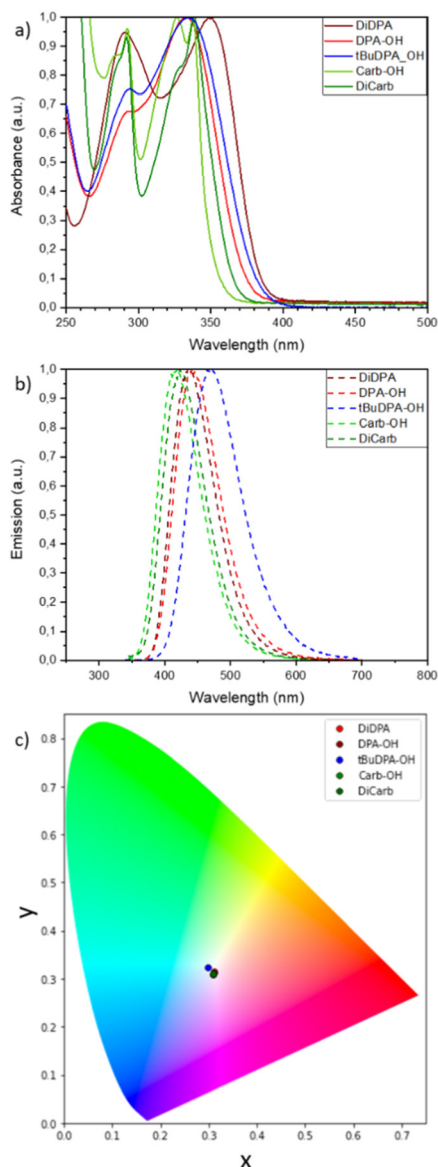 a)
Absorbance (a.u.)
1,0
0,9
0,8
0,7
0,6
0,5
0,4
0,3
0,2
0,1
0,0
DiDPA
DPA-OH
tBuDPA_OH
Carb-OH
DiCarb
250 300 350 400 450 500
Wavelength (nm)
b)
Emission (a.u.)
1,0
0,9
0,8
0,7
0,6
0,5
0,4
0,3
0,2
0,1
0,0
DiDPA
DPA-OH
tBuDPA-OH
Carb-OH
DiCarb
300 400 500 600 700 800
Wavelength (nm)
c)
y
0.8
0.7
0.6
0.5
0.4
0.3
0.2
0.1
0.0
DiDPA
DPA-OH
tBuDPA-OH
Carb-OH
DiCarb
0.0 0.1 0.2 0.3 0.4 0.5 0.6 0.7
x